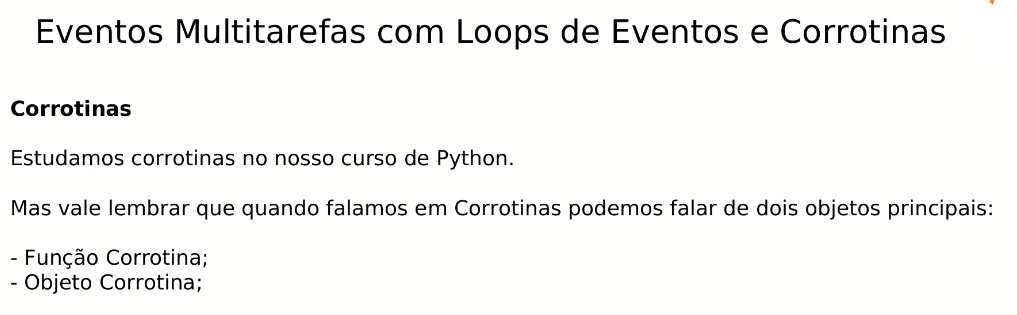 Eventos Multitarefas com Loops de Eventos e Corrotinas
Corrotinas
Estudamos corrotinas no nosso curso de Python.
Mas vale lembrar que quando falamos em Corrotinas podemos falar de dois objetos principais:
- Função Corrotina;
- Objeto Corrotina;